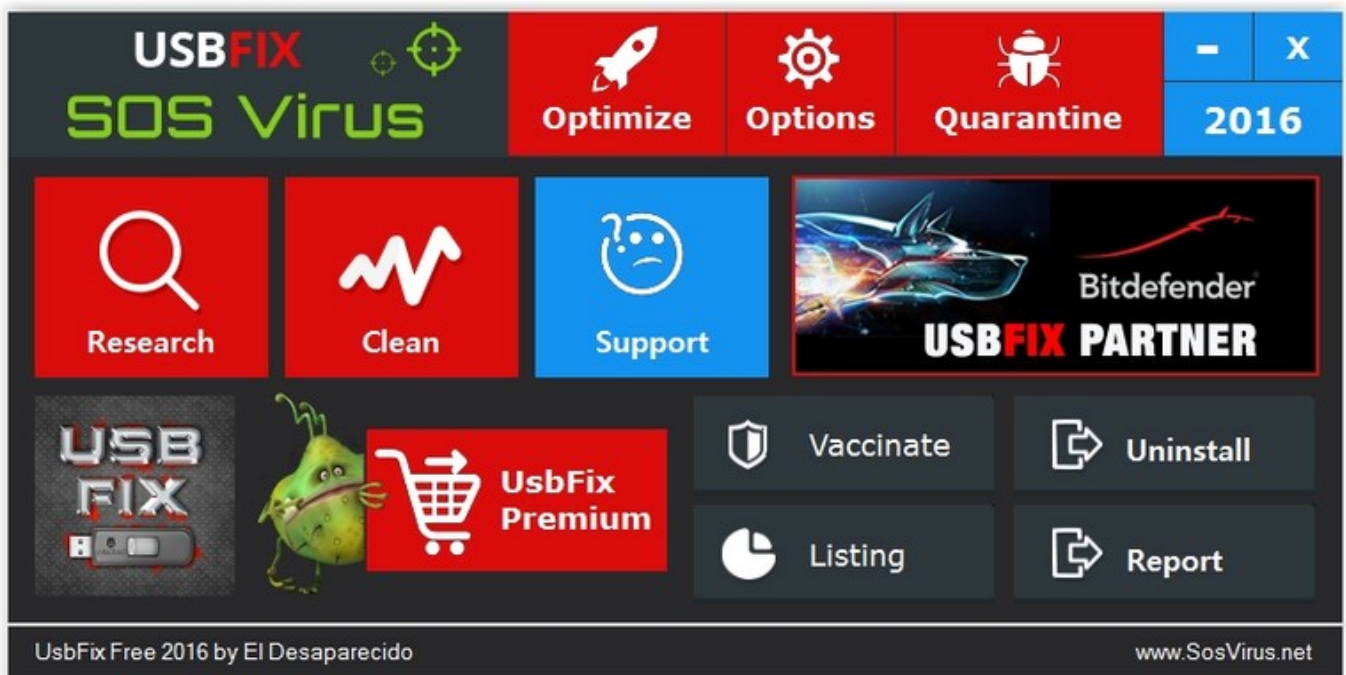 USBFIX
SOS Virus
Optimize
Options
Quarantine
-
x
2016
Research
Clean
Support
Bitdefender
USBFIX PARTNER
USB
FIX
UsbFix
Premium
Vaccinate
Uninstall
Listing
Report
UsbFix Free 2016 by El Desaparecido
www.SosVirus.net